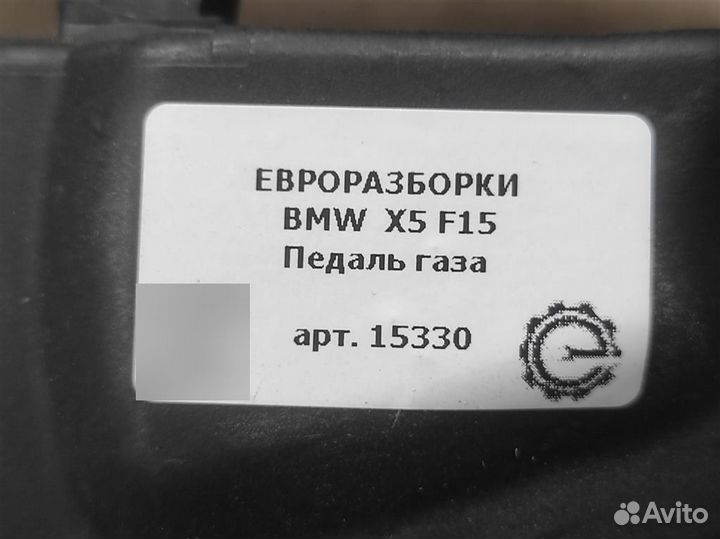 ЕВРОРАЗБОРКИ
BMW X5 F15
Педаль газа
арт. 15330
Avito